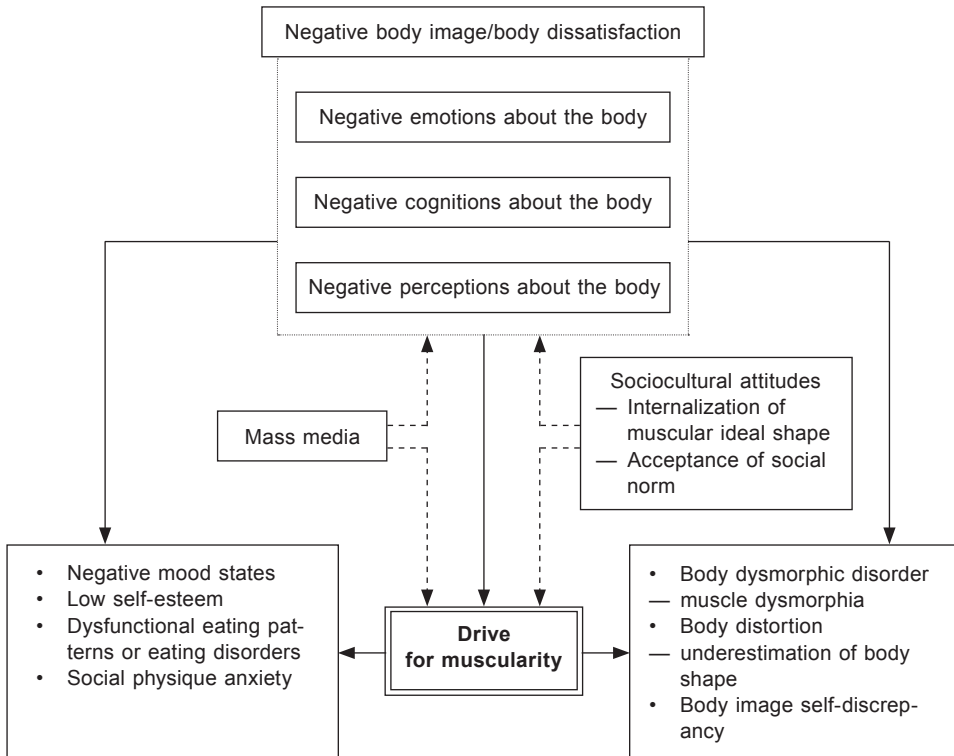 Negative body image/body dissatisfaction
Negative emotions about the body
Negative cognitions about the body
Negative perceptions about the body
Mass media
Sociocultural attitudes
— Internalization of
muscular ideal shape
— Acceptance of social
norm
• Negative mood states
• Low self-esteem
• Dysfunctional eating pat-
terns or eating disorders
• Social physique anxiety
Drive
for muscularity
• Body dysmorphic disorder
— muscle dysmorphia
• Body distortion
— underestimation of body
shape
• Body image self-discrep-
ancy